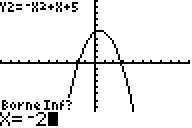 Y2=-X2+X+5
Borne Inf?
X= -2